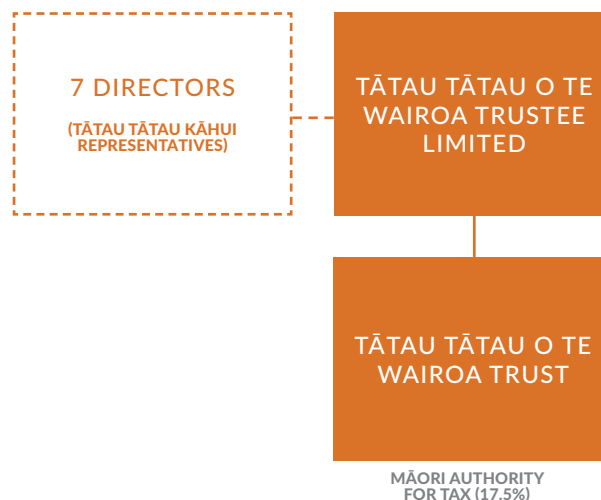 7 DIRECTORS
(TĀTAU TĀTAU KĀHUI
REPRESENTATIVES)
TĀTAU TĀTAU O TE
WAIROA TRUSTEE
LIMITED
TĀTAU TĀTAU O TE
WAIROA TRUST
MĀORI AUTHORITY
FOR TAX (17.5%)